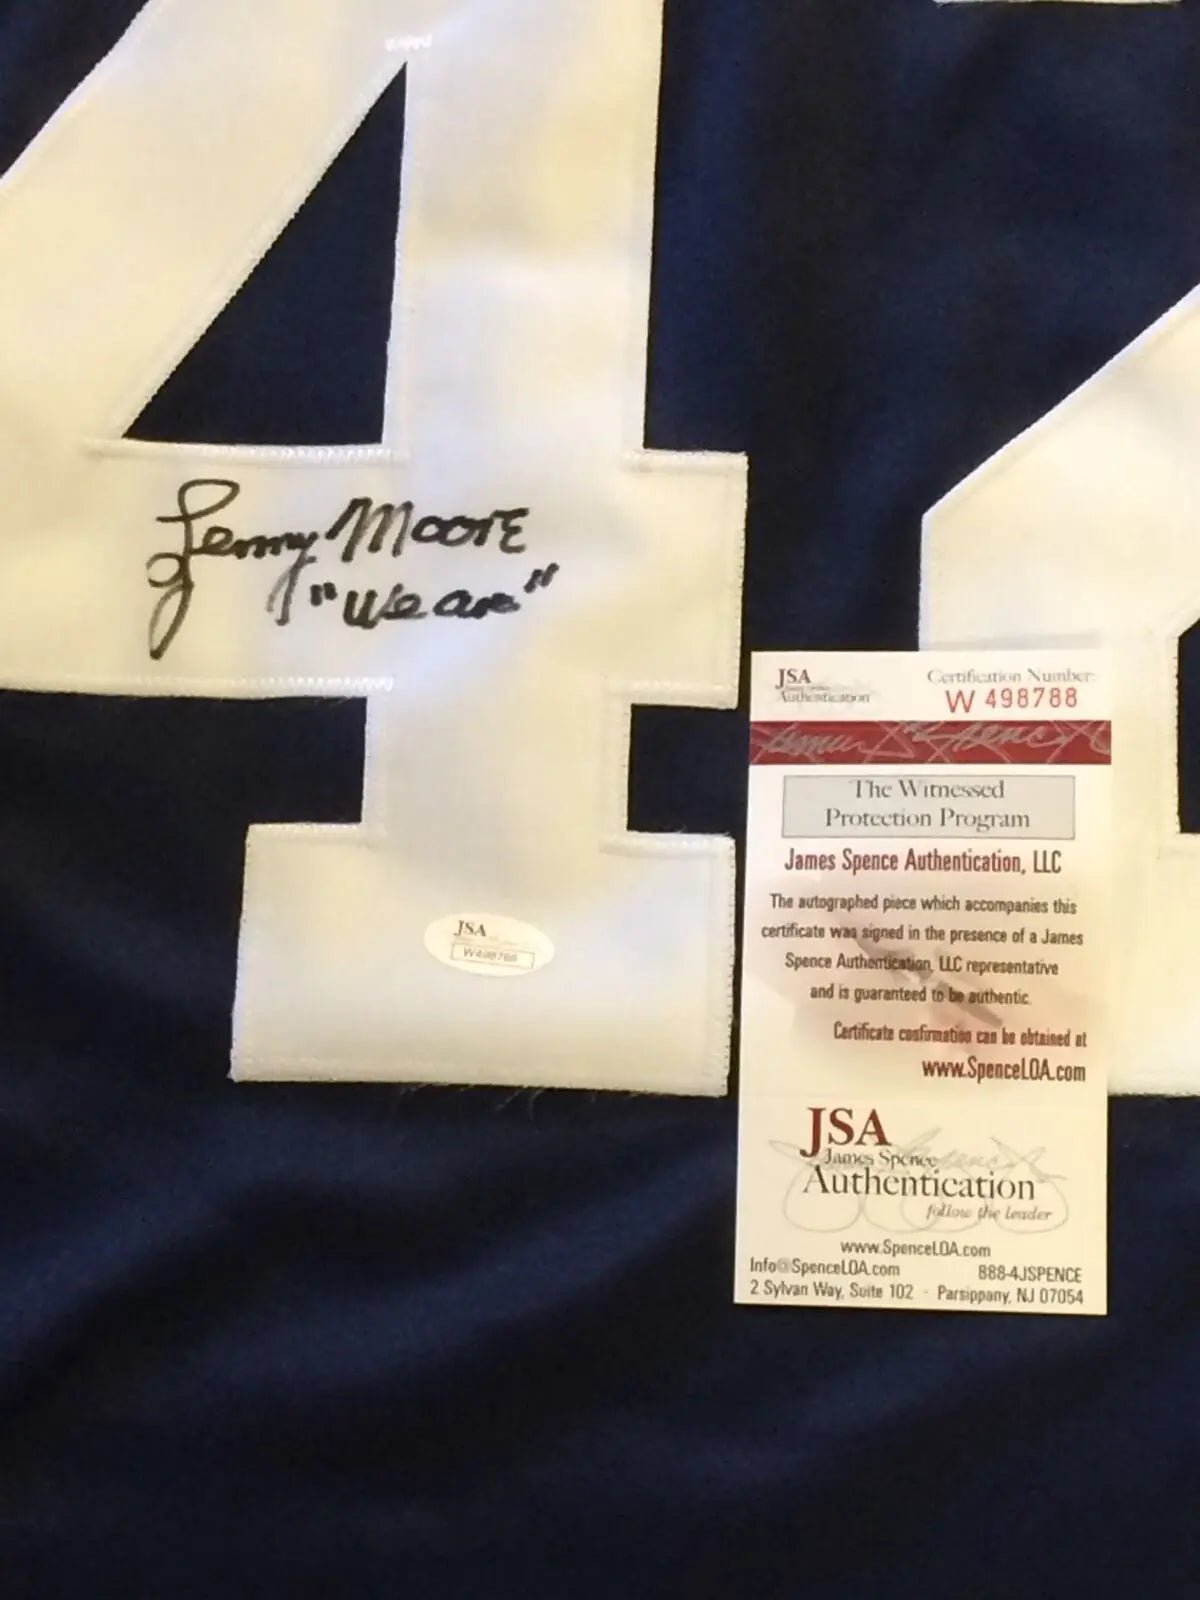 4
Lenny Moore
"We are"
JSA
Authentication
Certification Number:
W 498788
The Witnessed
Protection Program
James Spence Authentication, LLC
The autographed piece which accompanies this
certificate was signed in the presence of a James
Spence Authentication, LLC representative
and is guaranteed to be authentic.
Certificate confirmation can be obtained at
www.SpenceLOA.com
JSA
W498788
JSA
James Spence
Authentication
follow the leader
www.SpenceLOA.com
Info@SpenceLOA.com 888-4JSPENCE
2 Sylvan Way, Suite 102 - Parsippany, NJ 07054